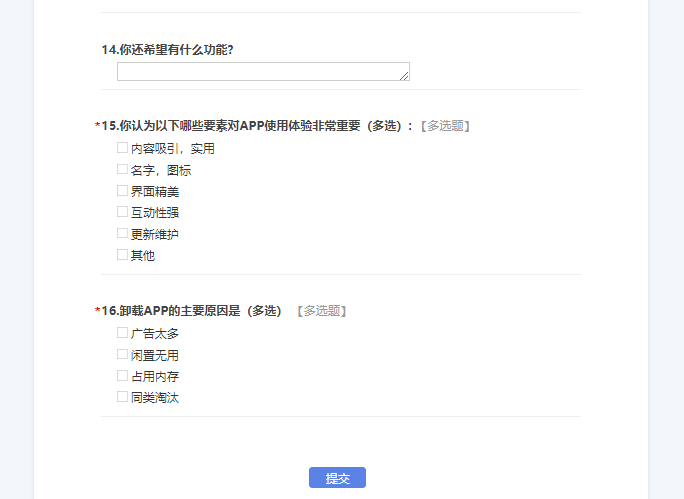 14.你还希望有什么功能?
*15.你认为以下哪些要素对APP使用体验非常重要（多选）：【多选题】
内容吸引，实用
名字，图标
界面精美
互动性强
更新维护
其他
*16.卸载APP的主要原因是（多选） 【多选题】
广告太多
闲置无用
占用内存
同类淘汰
提交